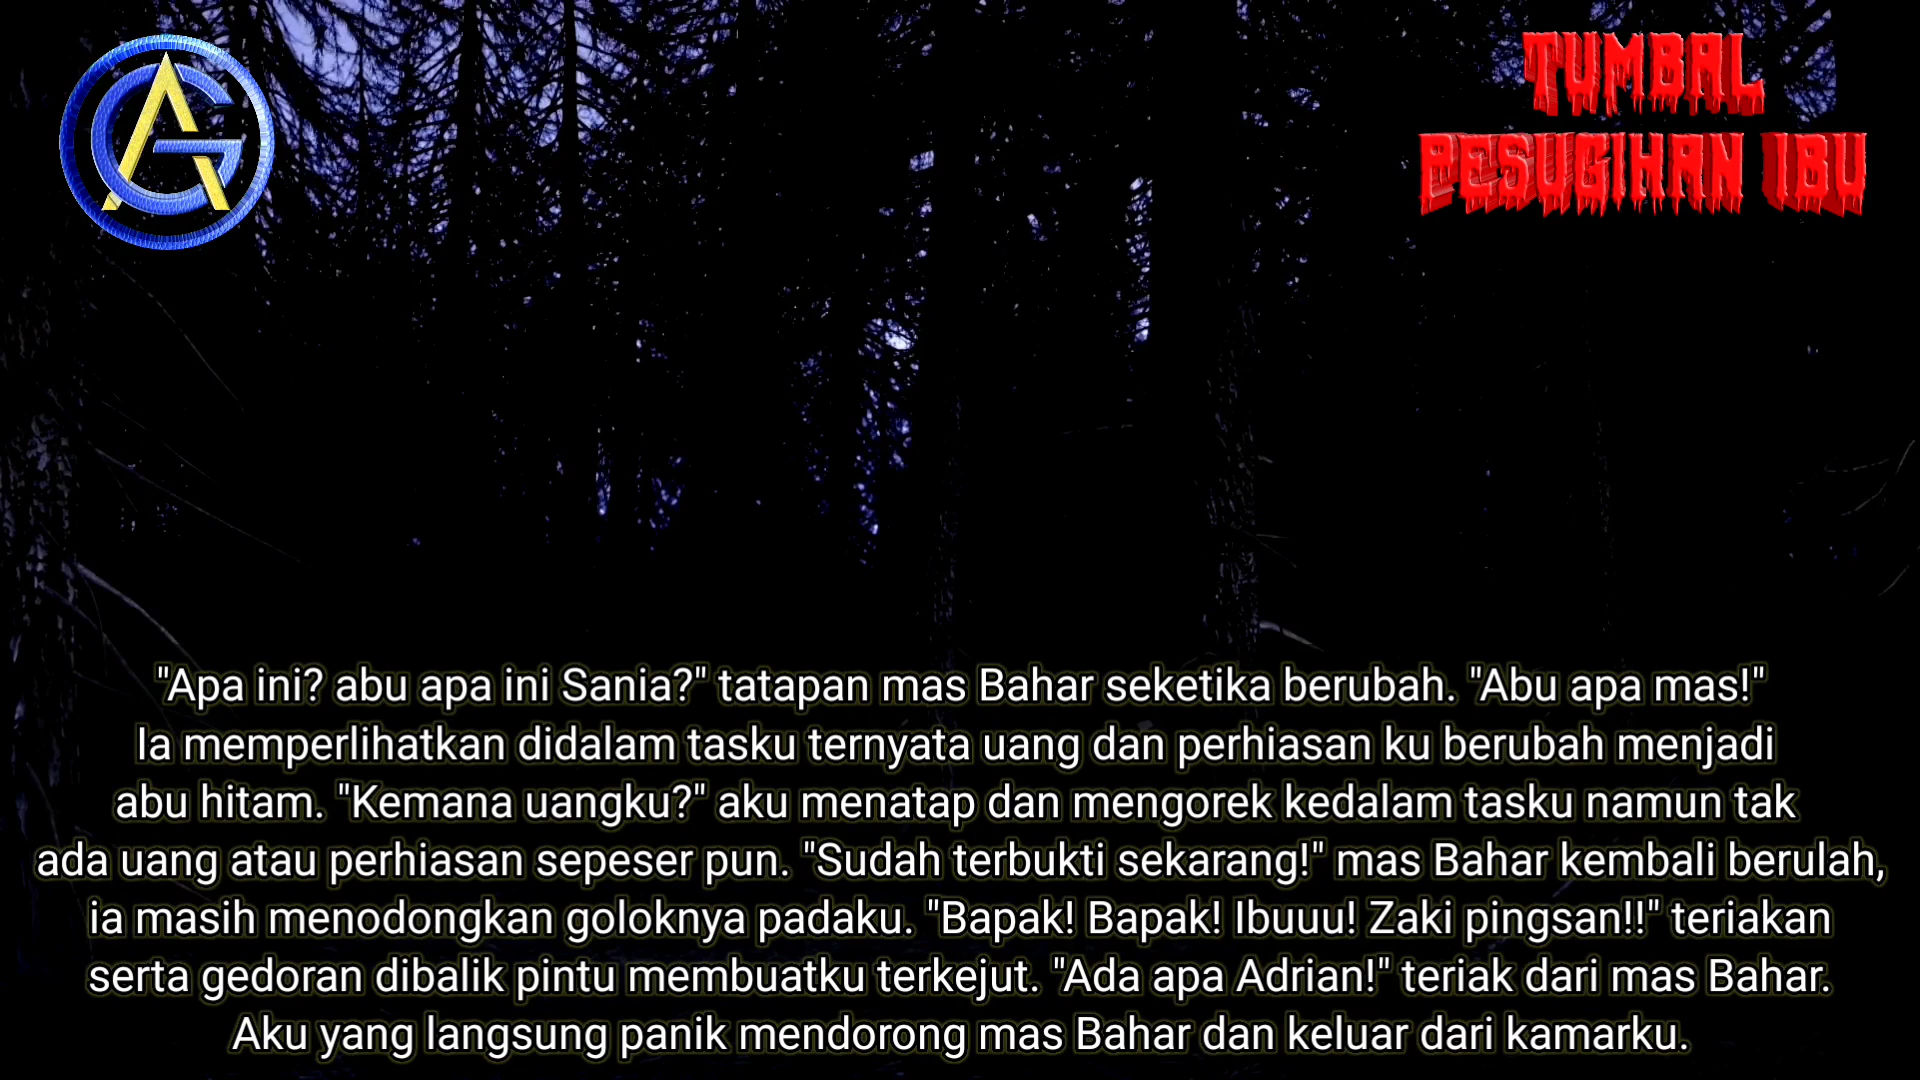 TUMBAL
PESUGIHAN IBU
"Apa ini? abu apa ini Sania?" tatapan mas Bahar seketika berubah. "Abu apa mas!"
Ia memperlihatkan didalam tasku ternyata uang dan perhiasan ku berubah menjadi
abu hitam. "Kemana uangku?" aku menatap dan mengorek kedalam tasku namun tak
ada uang atau perhiasan sepeser pun. "Sudah terbukti sekarang!" mas Bahar kembali berulah,
ia masih menodongkan goloknya padaku. "Bapak! Bapak! Ibuuu! Zaki pingsan!!" teriakan
serta gedoran dibalik pintu membuatku terkejut. "Ada apa Adrian!" teriak dari mas Bahar.
Aku yang langsung panik mendorong mas Bahar dan keluar dari kamarku.